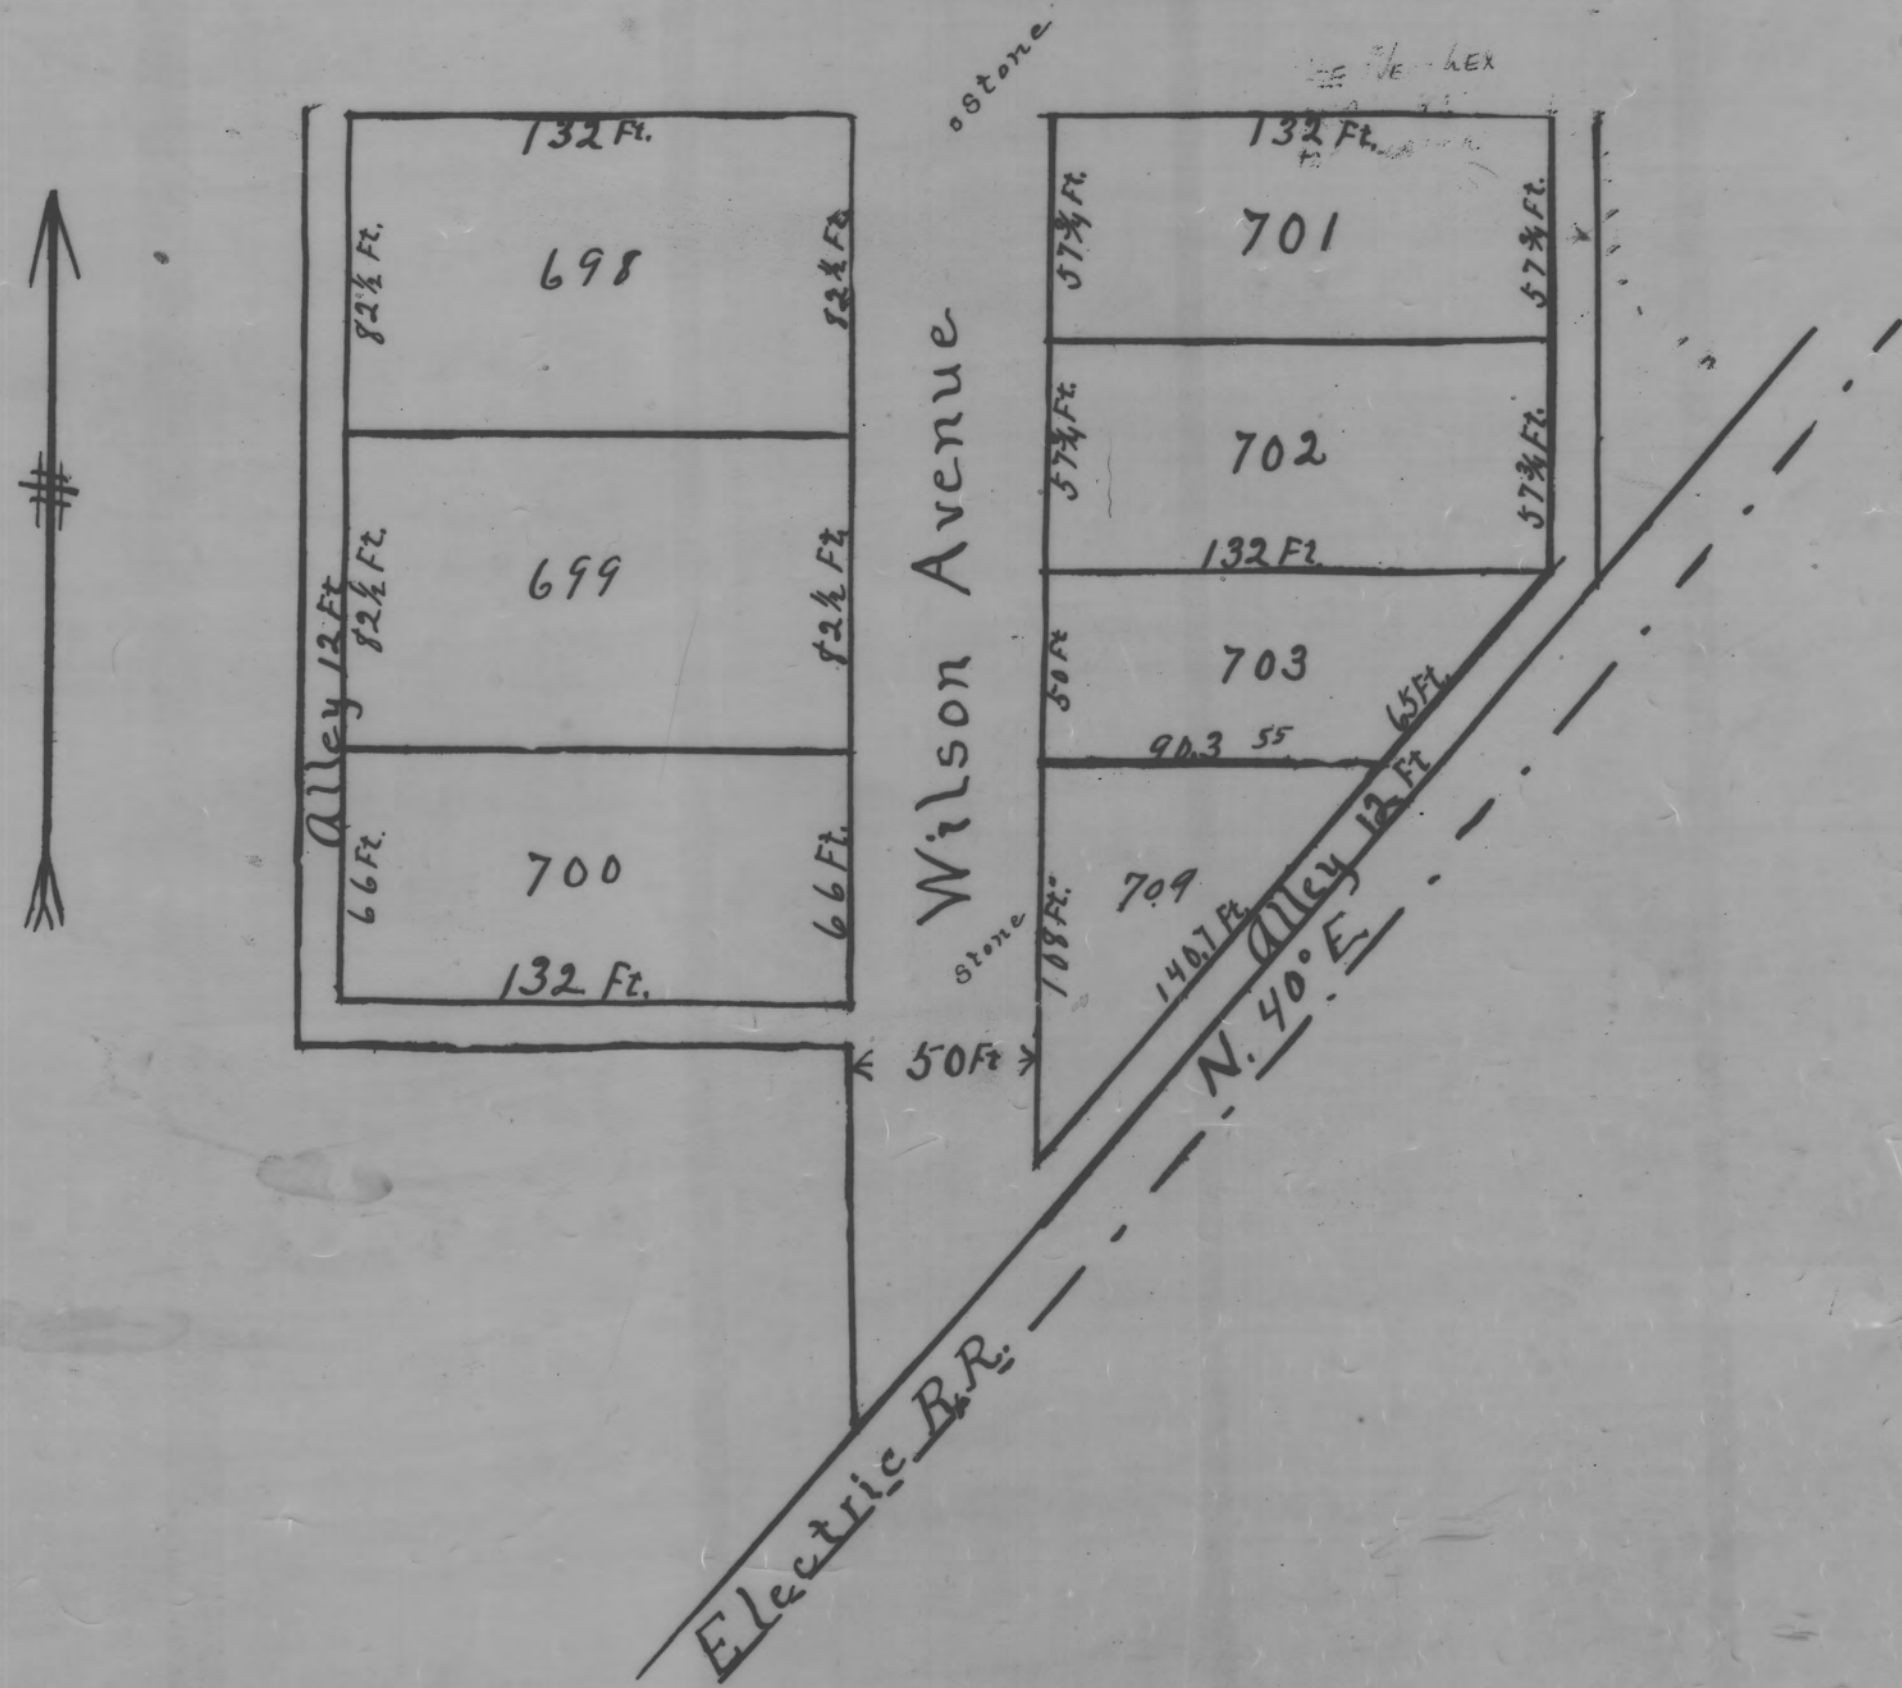 stone
132 Ft.
132 Ft.
82½ Ft.
698
82½ Ft.
57¾ Ft.
701
57¾ Ft.
57¾ Ft.
702
57¾ Ft.
132 Ft
Wilson Avenue
Alley 12 Ft
82½ Ft.
699
82½ Ft.
50 Ft
703
65 Ft.
90.3 55
66 Ft.
700
66 Ft.
132 Ft.
stone
108 Ft.
709
140.7 Ft.
Alley 12 Ft
N. 40° E.
50 Ft
Electric R.R.